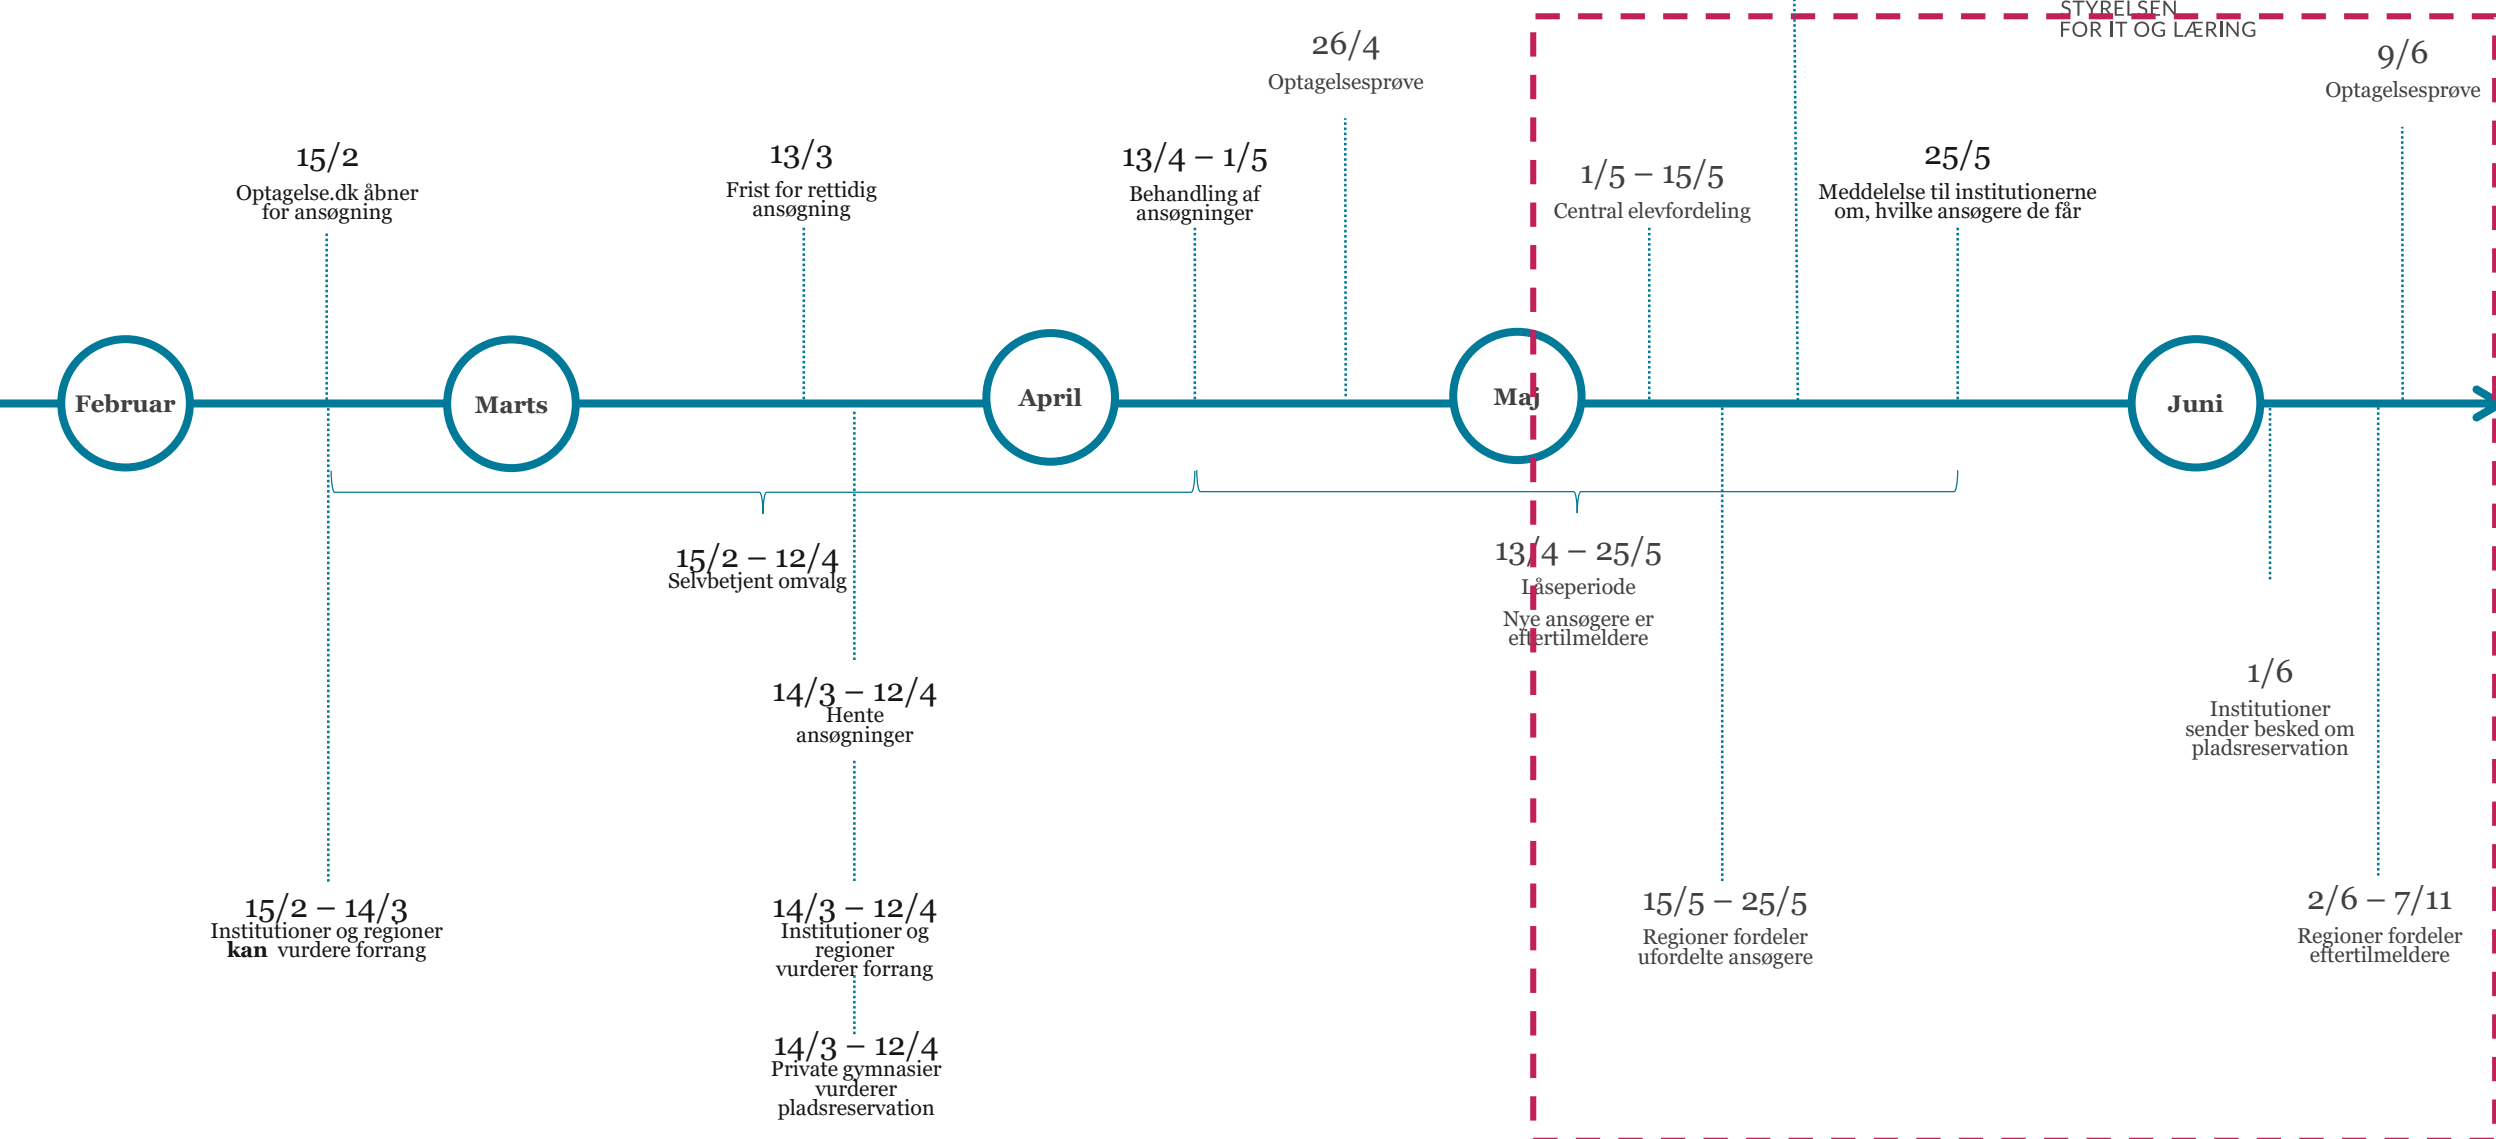 STYRELSEN
FOR IT OG LÆRING
26/4
Optagelsesprøve
9/6
Optagelsesprøve
15/2
Optagelse.dk åbner
for ansøgning
13/3
Frist for rettidig
ansøgning
13/4 – 1/5
Behandling af
ansøgninger
1/5 – 15/5
Central elevfordeling
25/5
Meddelelse til institutionerne
om, hvilke ansøgere de får
Februar
Marts
April
Maj
Juni
15/2 – 12/4
Selvbetjent omvalg
13/4 – 25/5
Låseperiode
Nye ansøgere er
eftertilmeldere
14/3 – 12/4
Hente
ansøgninger
1/6
Institutioner
sender besked om
pladsreservation
15/2 – 14/3
Institutioner og regioner
kan vurdere forrang
14/3 – 12/4
Institutioner og
regioner
vurderer forrang
15/5 – 25/5
Regioner fordeler
ufordelte ansøgere
2/6 – 7/11
Regioner fordeler
eftertilmeldere
14/3 – 12/4
Private gymnasier
vurderer
pladsreservation